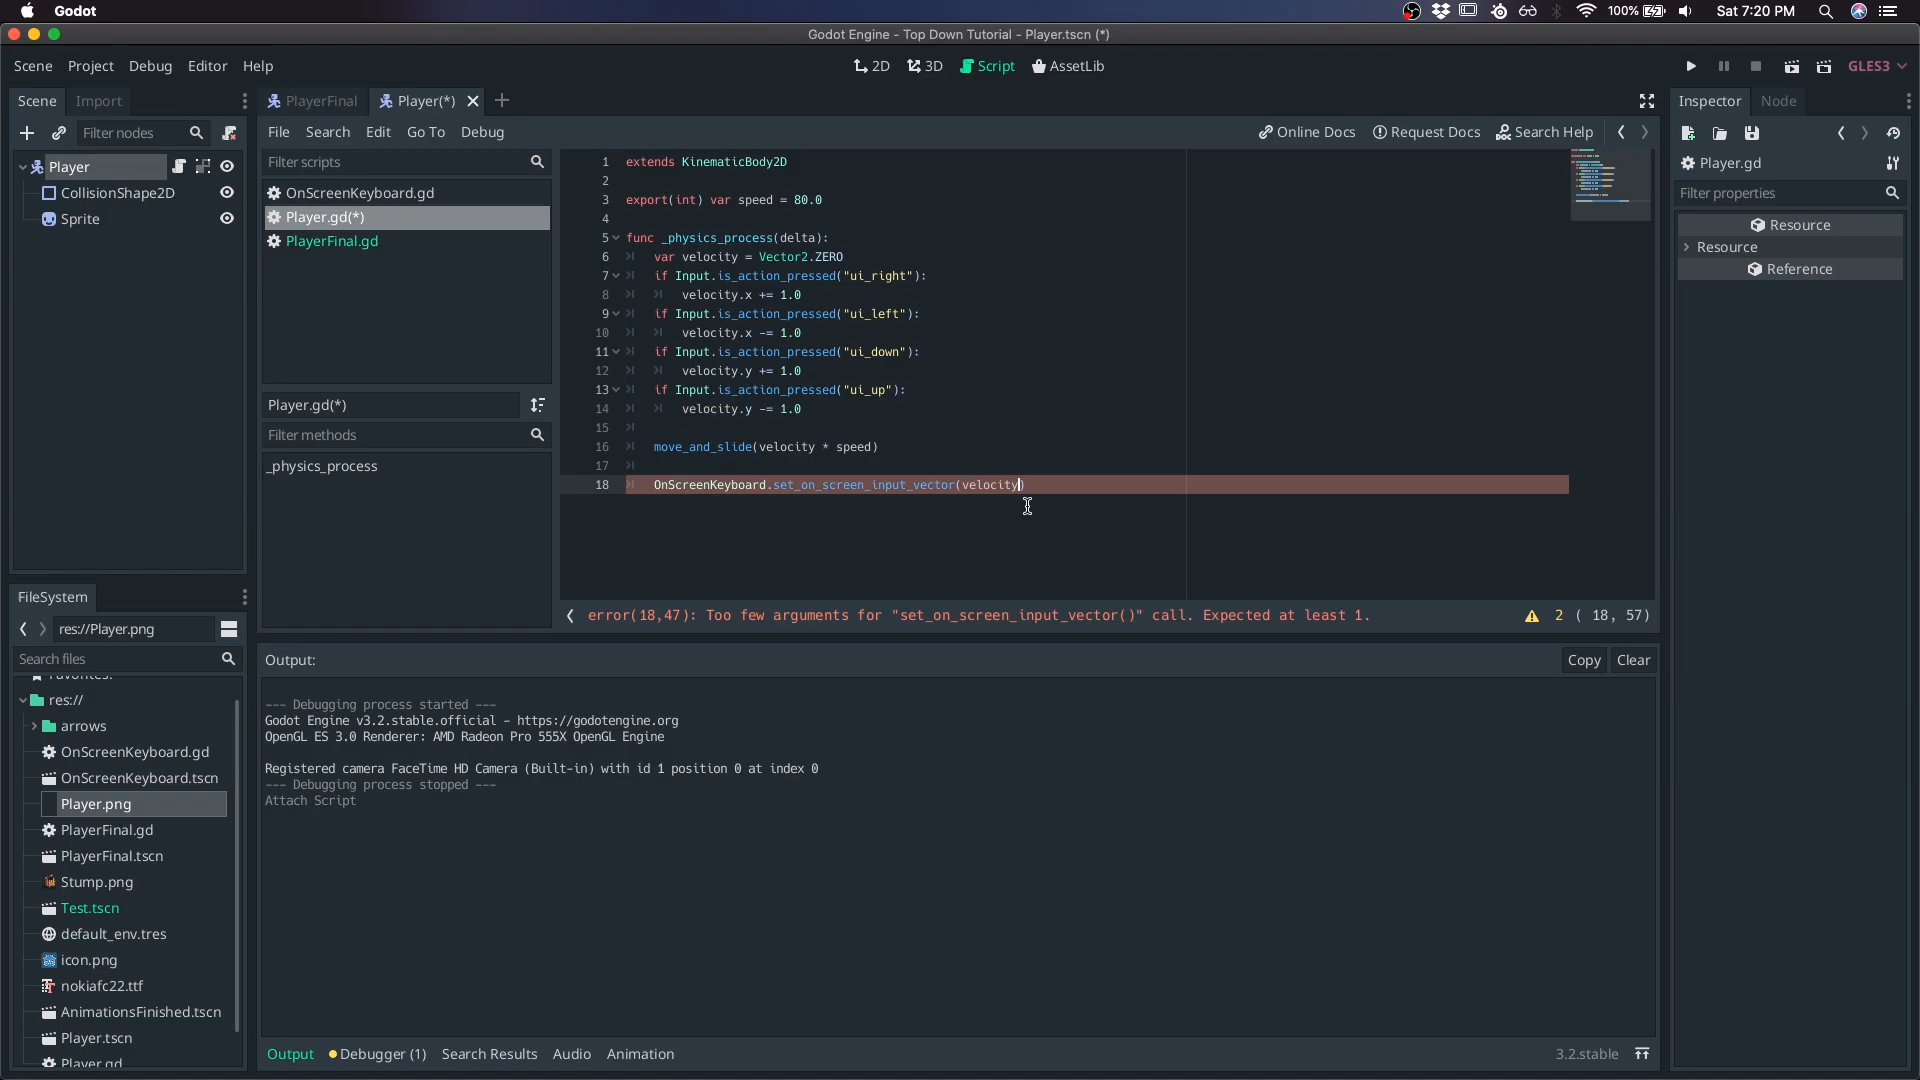 Godot
100%
Sat 7:20 PM
Godot Engine - Top Down Tutorial - Player.tscn (*)
Scene Project Debug Editor Help
2D 3D Script AssetLib
GLES3
Scene Import
PlayerFinal Player(*)
Inspector Node
Filter nodes
File Search Edit Go To Debug
Online Docs Request Docs Search Help
Player
CollisionShape2D
Sprite
Filter scripts
OnScreenKeyboard.gd
Player.gd(*)
PlayerFinal.gd
Player.gd(*)
Filter methods
_physics_process
1 extends KinematicBody2D
2
3 export(int) var speed = 80.0
4
5 func _physics_process(delta):
6 var velocity = Vector2.ZERO
7 if Input.is_action_pressed("ui_right"):
8 velocity.x += 1.0
9 if Input.is_action_pressed("ui_left"):
10 velocity.x -= 1.0
11 if Input.is_action_pressed("ui_down"):
12 velocity.y += 1.0
13 if Input.is_action_pressed("ui_up"):
14 velocity.y -= 1.0
15
16 move_and_slide(velocity * speed)
17
18 OnScreenKeyboard.set_on_screen_input_vector(velocity)
error(18,47): Too few arguments for "set_on_screen_input_vector()" call. Expected at least 1.
2 ( 18, 57)
Player.gd
Filter properties
Resource
Resource
Reference
FileSystem
res://Player.png
Search files
Favorites:
res://
arrows
OnScreenKeyboard.gd
OnScreenKeyboard.tscn
Player.png
PlayerFinal.gd
PlayerFinal.tscn
Stump.png
Test.tscn
default_env.tres
icon.png
nokiafc22.ttf
AnimationsFinished.tscn
Player.tscn
Player.gd
Output:
Copy Clear
--- Debugging process started ---
Godot Engine v3.2.stable.official - https://godotengine.org
OpenGL ES 3.0 Renderer: AMD Radeon Pro 555X OpenGL Engine
Registered camera FaceTime HD Camera (Built-in) with id 1 position 0 at index 0
--- Debugging process stopped ---
Attach Script
Output Debugger (1) Search Results Audio Animation
3.2.stable